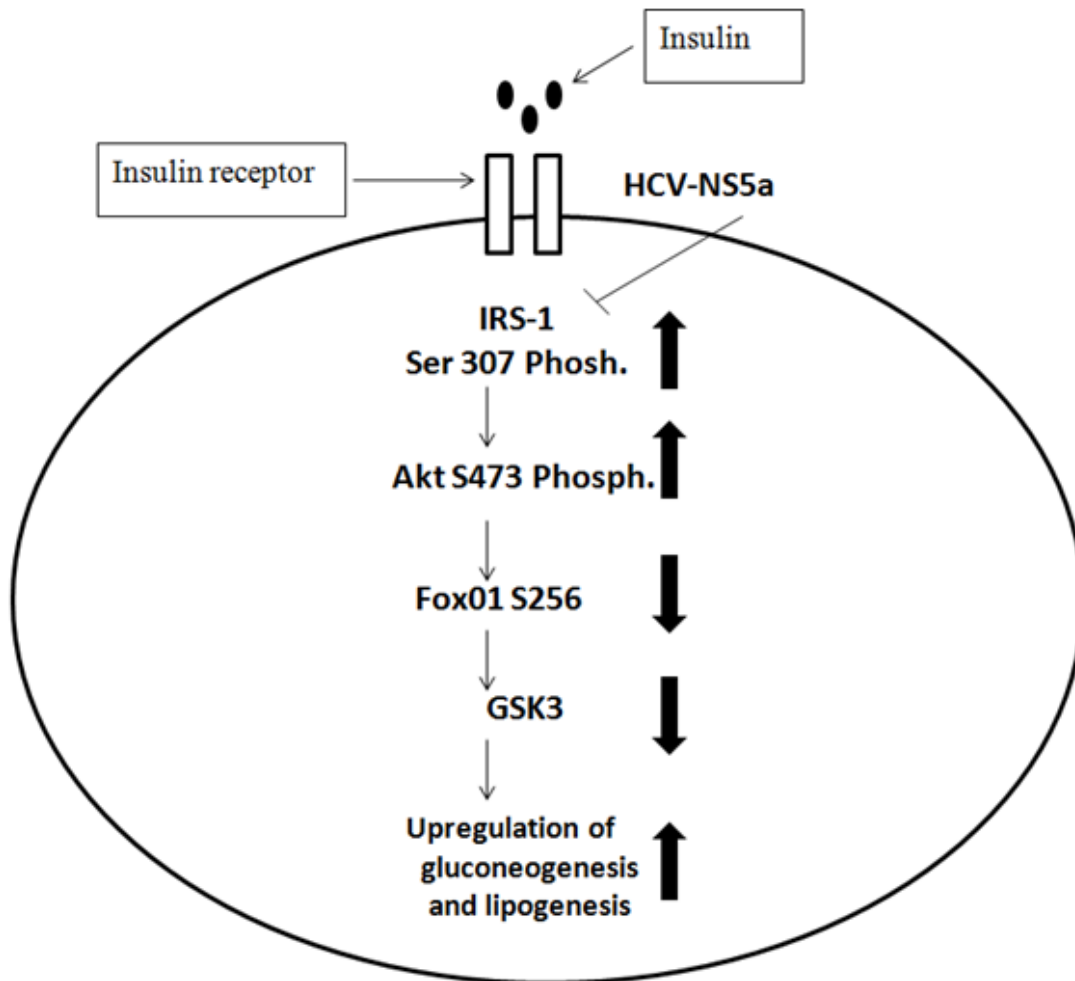 Insulin
Insulin receptor
HCV-NS5a
IRS-1
Ser 307 Phosh.
Akt S473 Phosph.
Fox01 S256
GSK3
Upregulation of
gluconeogenesis
and lipogenesis